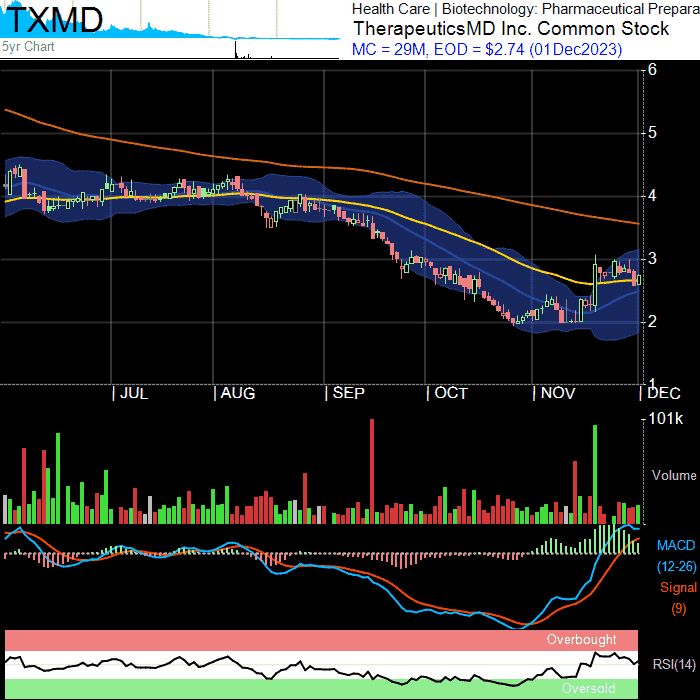 TXMD
Health Care | Biotechnology: Pharmaceutical Prepara
TherapeuticsMD Inc. Common Stock
5yr Chart
MC = 29M, EOD = $2.74 (01Dec2023)
6
5
4
3
2
1
| JUL | AUG | SEP | OCT | NOV | DEC
101k
Volume
MACD
(12-26)
Signal
(9)
Overbought
RSI(14)
Oversold